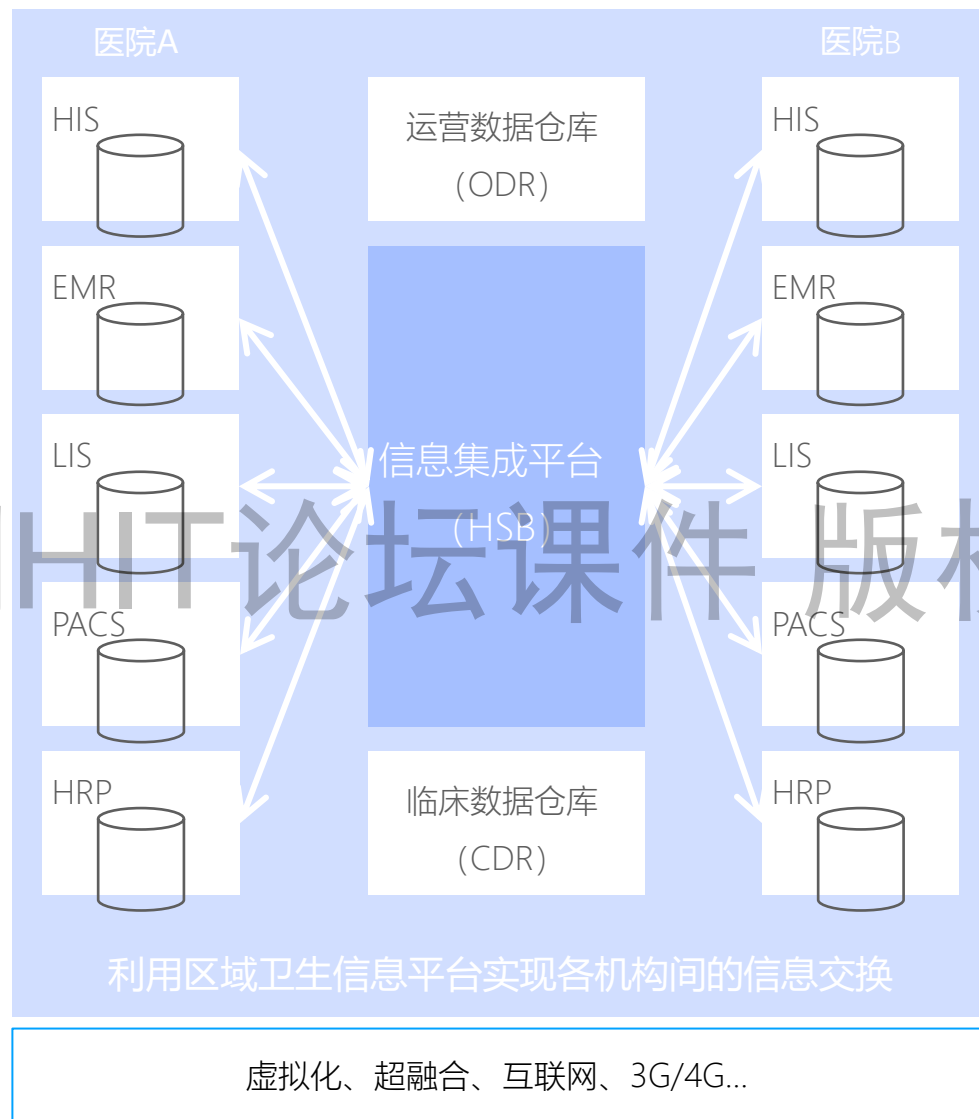 医院A
医院B
HIS
运营数据仓库
(ODR)
HIS
EMR
EMR
LIS
信息集成平台
(HSB)
LIS
HIT论坛课件 版
PACS
PACS
HRP
临床数据仓库
(CDR)
HRP
利用区域卫生信息平台实现各机构间的信息交换
虚拟化、超融合、互联网、3G/4G...